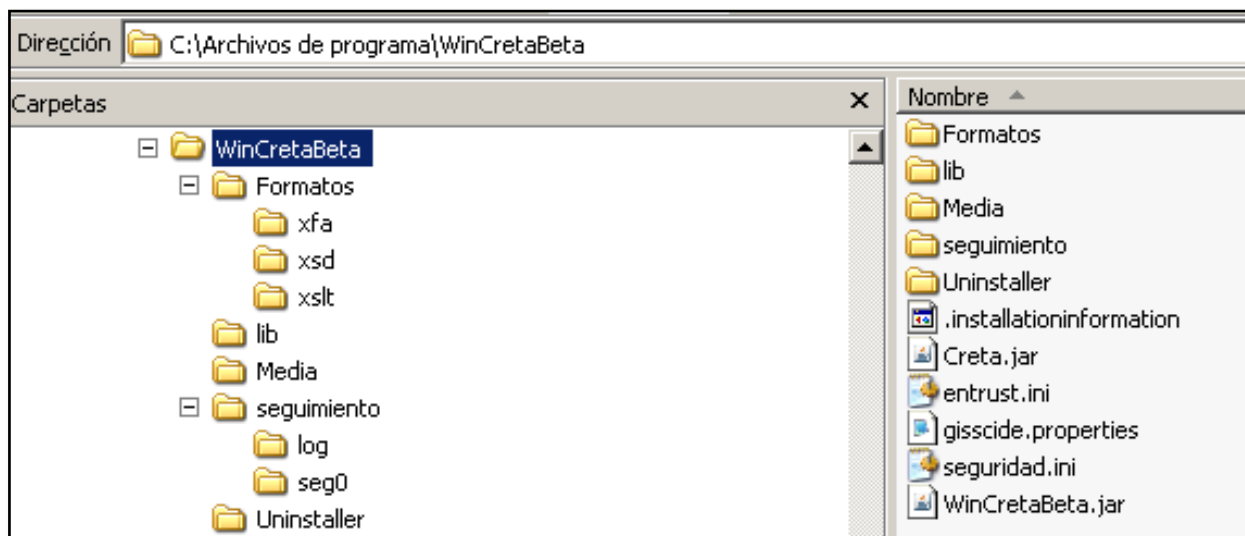 Dirección C:\Archivos de programa\WinCretaBeta
Carpetas
WinCretaBeta
Formatos
xfa
xsd
xslt
lib
Media
seguimiento
log
seg0
Uninstaller
Nombre
Formatos
lib
Media
seguimiento
Uninstaller
.installationinformation
Creta.jar
entrust.ini
gisscide.properties
seguridad.ini
WinCretaBeta.jar